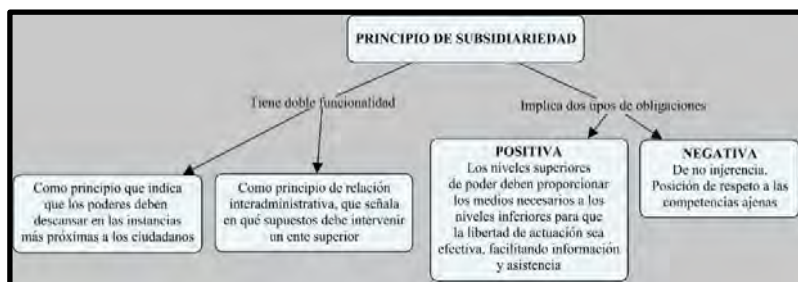 PRINCIPIO DE SUBSIDIARIEDAD
Tiene doble funcionalidad
Implica dos tipos de obligaciones
Como principio que indica
que los poderes deben
descansar en las instancias
más próximas a los ciudadanos
Como principio de relación
interadministrativa, que señala
en qué supuestos debe intervenir
un ente superior
POSITIVA
Los niveles superiores
de poder deben proporcionar
los medios necesarios a los
niveles inferiores para que
la libertad de actuación sea
efectiva, facilitando información
y asistencia
NEGATIVA
De no injerencia.
Posición de respeto a las
competencias ajenas